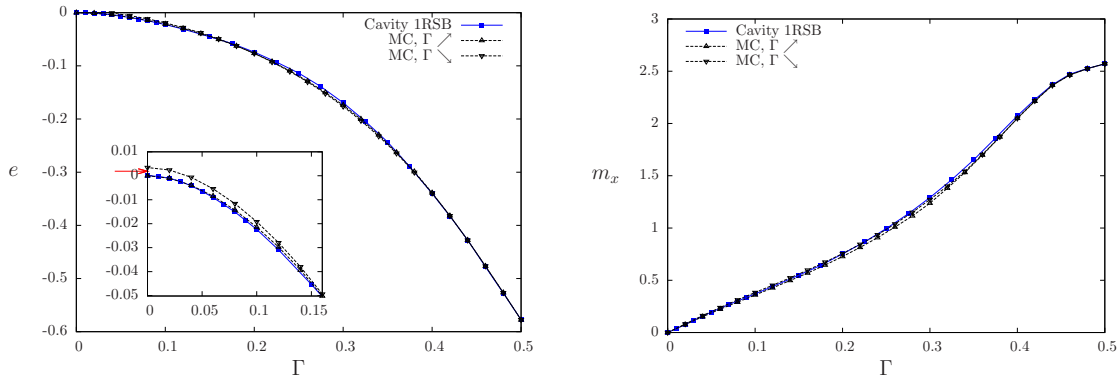 0
-0.1
-0.2
-0.3
-0.4
-0.5
-0.6
e
0 0.1 0.2 0.3 0.4 0.5
Γ
Cavity 1RSB
MC, Γ ↗
MC, Γ ↘
0.01
0
-0.01
-0.02
-0.03
-0.04
-0.05
0 0.05 0.1 0.15
3
2.5
2
1.5
1
0.5
0
m_x
0 0.1 0.2 0.3 0.4 0.5
Γ
Cavity 1RSB
MC, Γ ↗
MC, Γ ↘